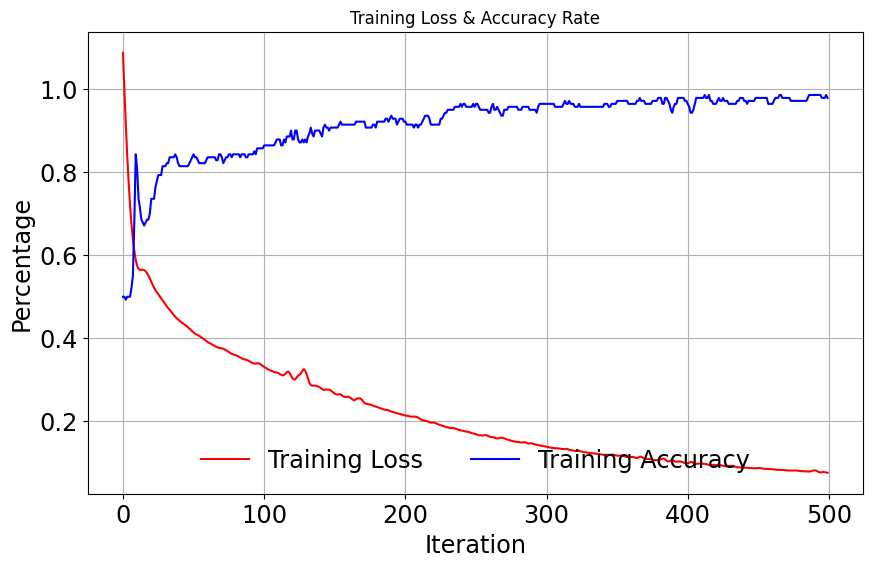 Training Loss & Accuracy Rate
1.0
0.8
0.6
0.4
0.2
Percentage
Training Loss
Training Accuracy
0 100 200 300 400 500
Iteration